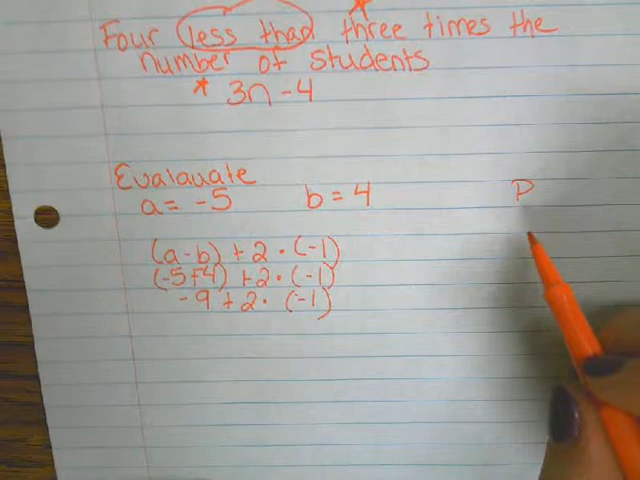 Four less than three times the
number of students
* 3n - 4
Evalauate
a = -5 b = 4 P
(a - b) + 2 · (-1)
(-5 + 4) + 2 · (-1)
-9 + 2 · (-1)